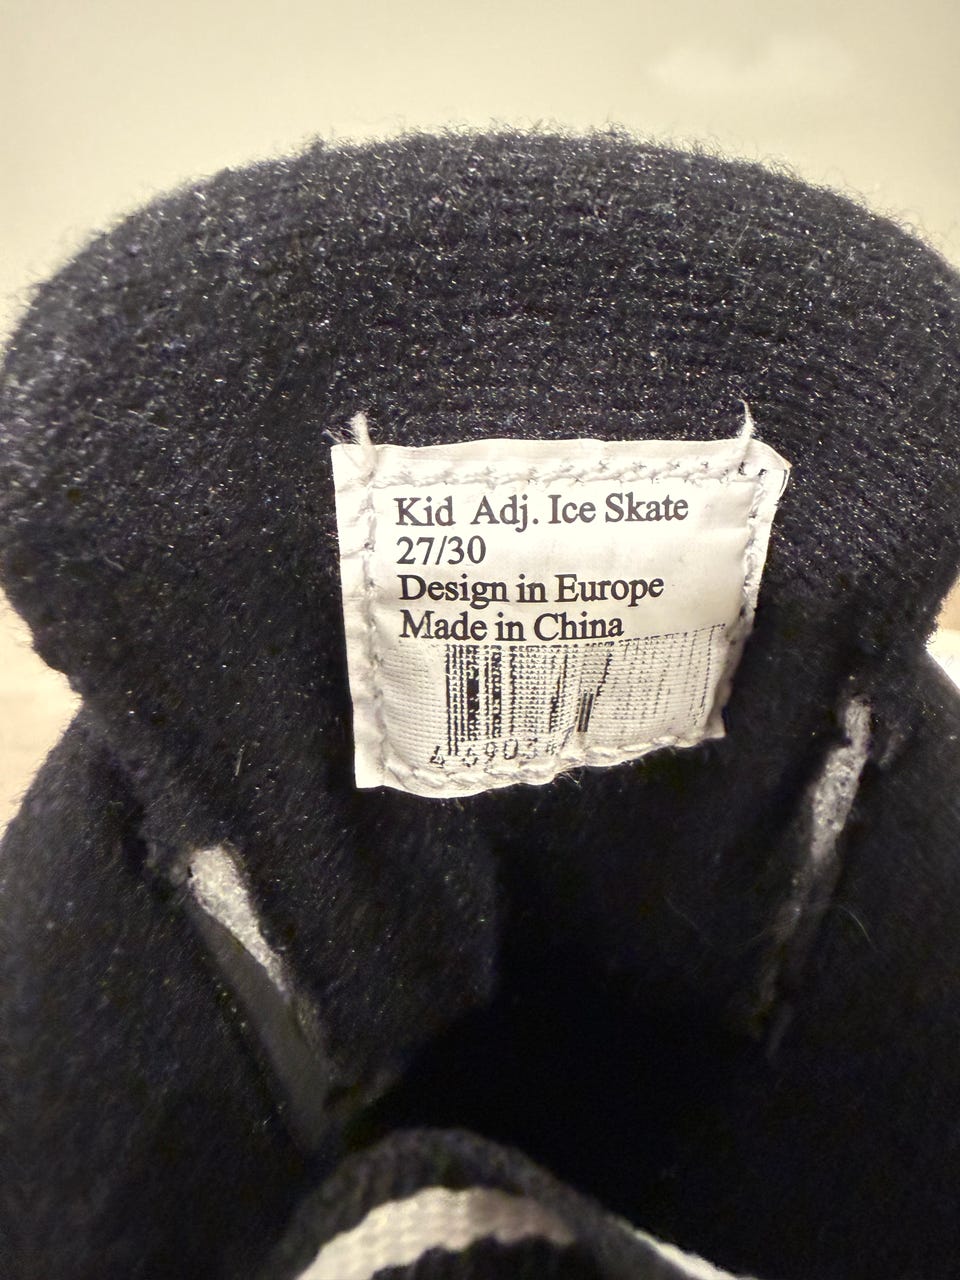 Kid Adj. Ice Skate
27/30
Design in Europe
Made in China